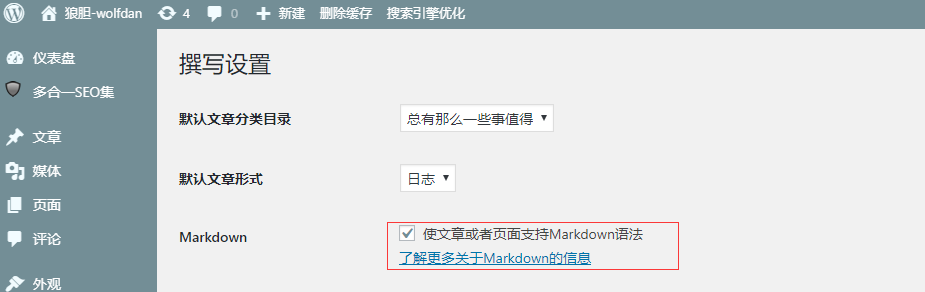 狼胆-wolfdan 4 0 + 新建 删除缓存 搜索引擎优化
仪表盘
多合一SEO集
文章
媒体
页面
评论
外观
撰写设置
默认文章分类目录 总有那么一些事值得
默认文章形式 日志
Markdown 使文章或者页面支持Markdown语法
了解更多关于Markdown的信息